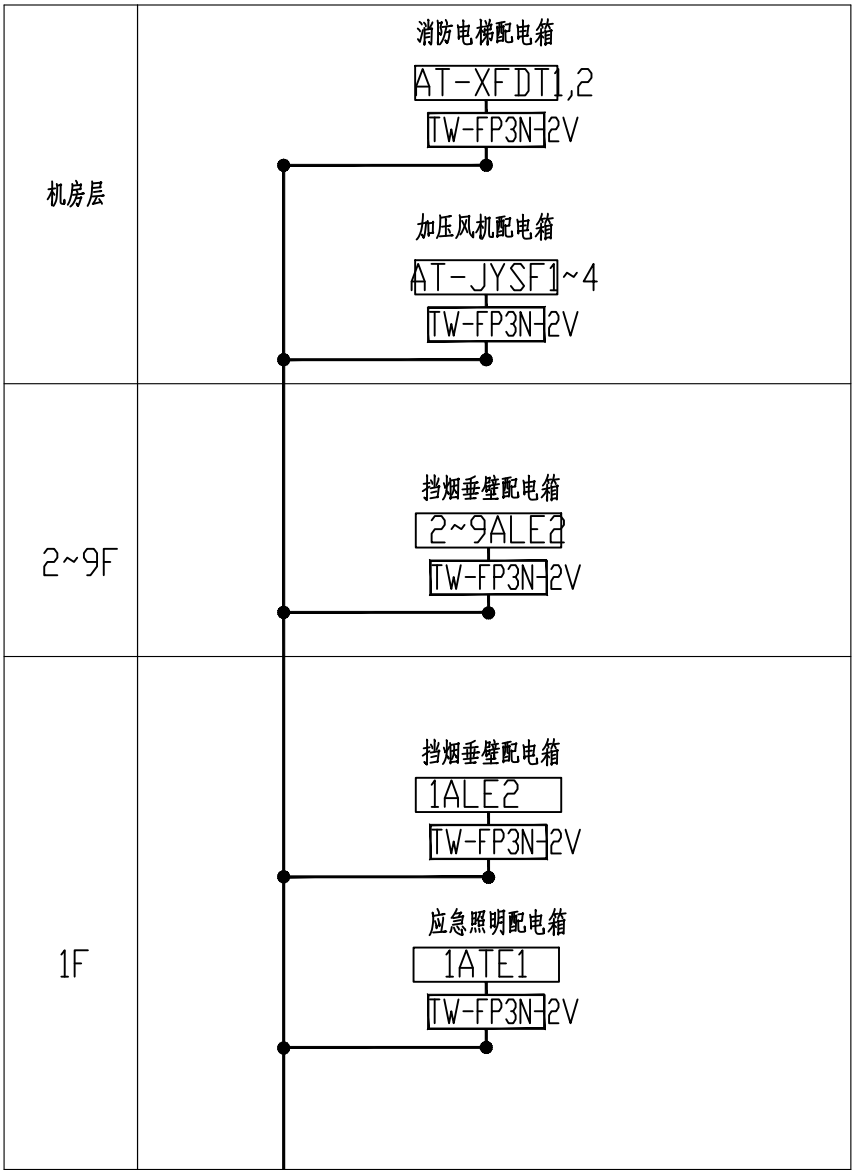 消防电梯配电箱
AT-XFDT1,2
TW-FP3N-2V
机房层
加压风机配电箱
AT-JYSF1~4
TW-FP3N-2V
挡烟垂壁配电箱
2~9ALE2
2~9F
TW-FP3N-2V
挡烟垂壁配电箱
1ALE2
TW-FP3N-2V
应急照明配电箱
1F
1ATE1
TW-FP3N-2V